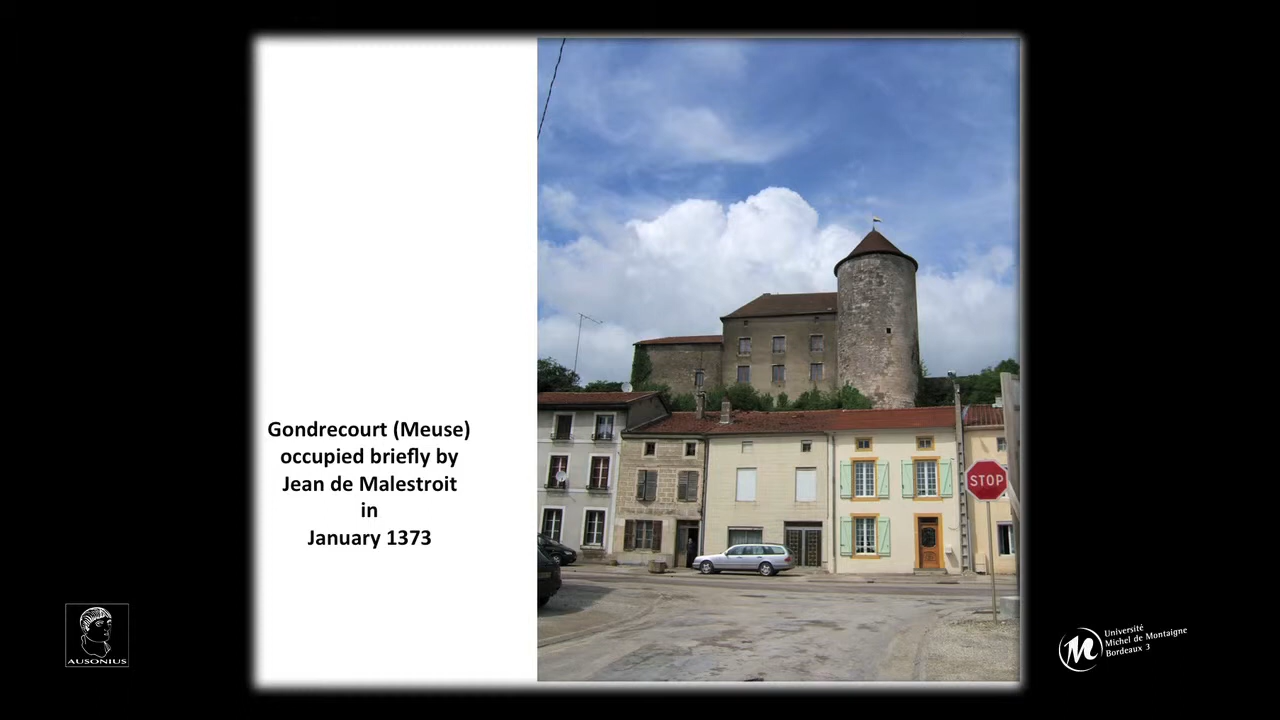 Gondrecourt (Meuse)
occupied briefly by
Jean de Malestroit
in
January 1373
STOP
AUSONIUS
Université
Michel de Montaigne
Bordeaux 3